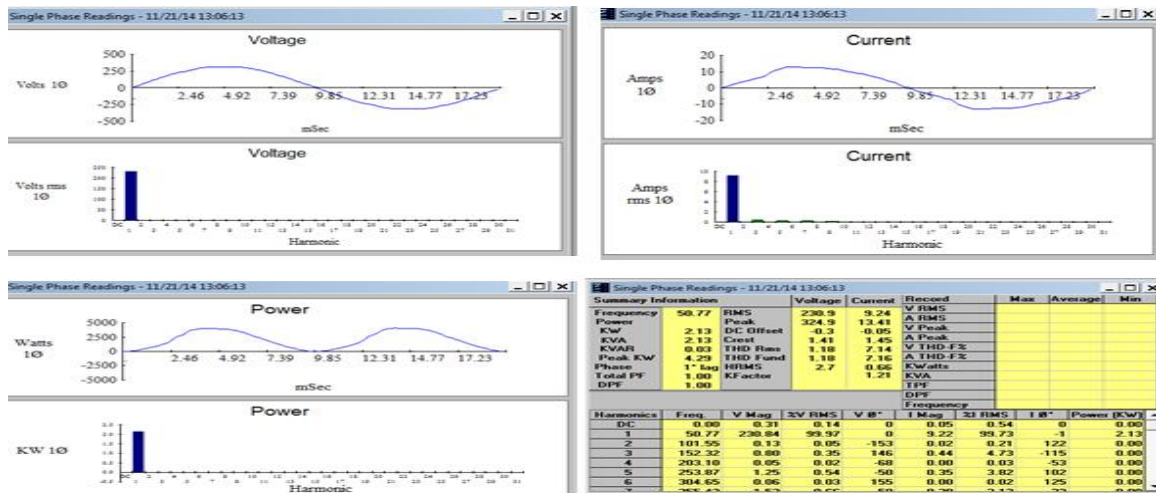 Single Phase Readings - 11/21/14 13:06:13
Voltage
500
250
0
-250
-500
Volts 1Ø
2.46 4.92 7.39 9.85 12.31 14.77 17.23
mSec
Voltage
Volts rms
1Ø
Harmonic
Single Phase Readings - 11/21/14 13:06:13
Current
20
10
0
-10
-20
Amps
1Ø
2.46 4.92 7.39 9.85 12.31 14.77 17.23
mSec
Current
Amps
rms 1Ø
Harmonic
Single Phase Readings - 11/21/14 13:06:13
Power
5000
2500
0
-2500
-5000
Watts
1Ø
2.46 4.92 7.39 9.85 12.31 14.77 17.23
mSec
Power
KW 1Ø
Harmonic
Single Phase Readings - 11/21/14 13:06:13
Summary Information Voltage Current Record Max Average Min
Frequency 50.77 RMS 230.9 9.24 V RMS
Power Peak 324.9 13.41 A RMS
KW 2.13 DC Offset -0.3 -0.05 V Peak
KVA 2.13 Crest 1.41 1.45 A Peak
KVAR 0.03 THD Rms 1.18 7.14 V THD-F%
Peak KW 4.29 THD Fund 1.18 7.16 A THD-F%
Phase 1° lag HRMS 2.7 0.66 KWatts
Total PF 1.00 KFactor 1.21 KVA
DPF 1.00 TPF
DPF
Frequency
Harmonics Freq. V Mag %V RMS V Ø° I Mag %I RMS I Ø° Power (KW)
DC 0.00 0.31 0.14 0 0.05 0.54 0 0.00
1 50.77 230.84 99.97 0 9.22 99.73 -1 2.13
2 101.55 0.13 0.05 -153 0.02 0.21 122 0.00
3 152.32 0.80 0.35 146 0.44 4.73 -115 0.00
4 203.10 0.05 0.02 -68 0.00 0.03 -53 0.00
5 253.87 1.25 0.54 -50 0.35 3.82 102 0.00
6 304.65 0.06 0.03 155 0.00 0.02 125 0.00